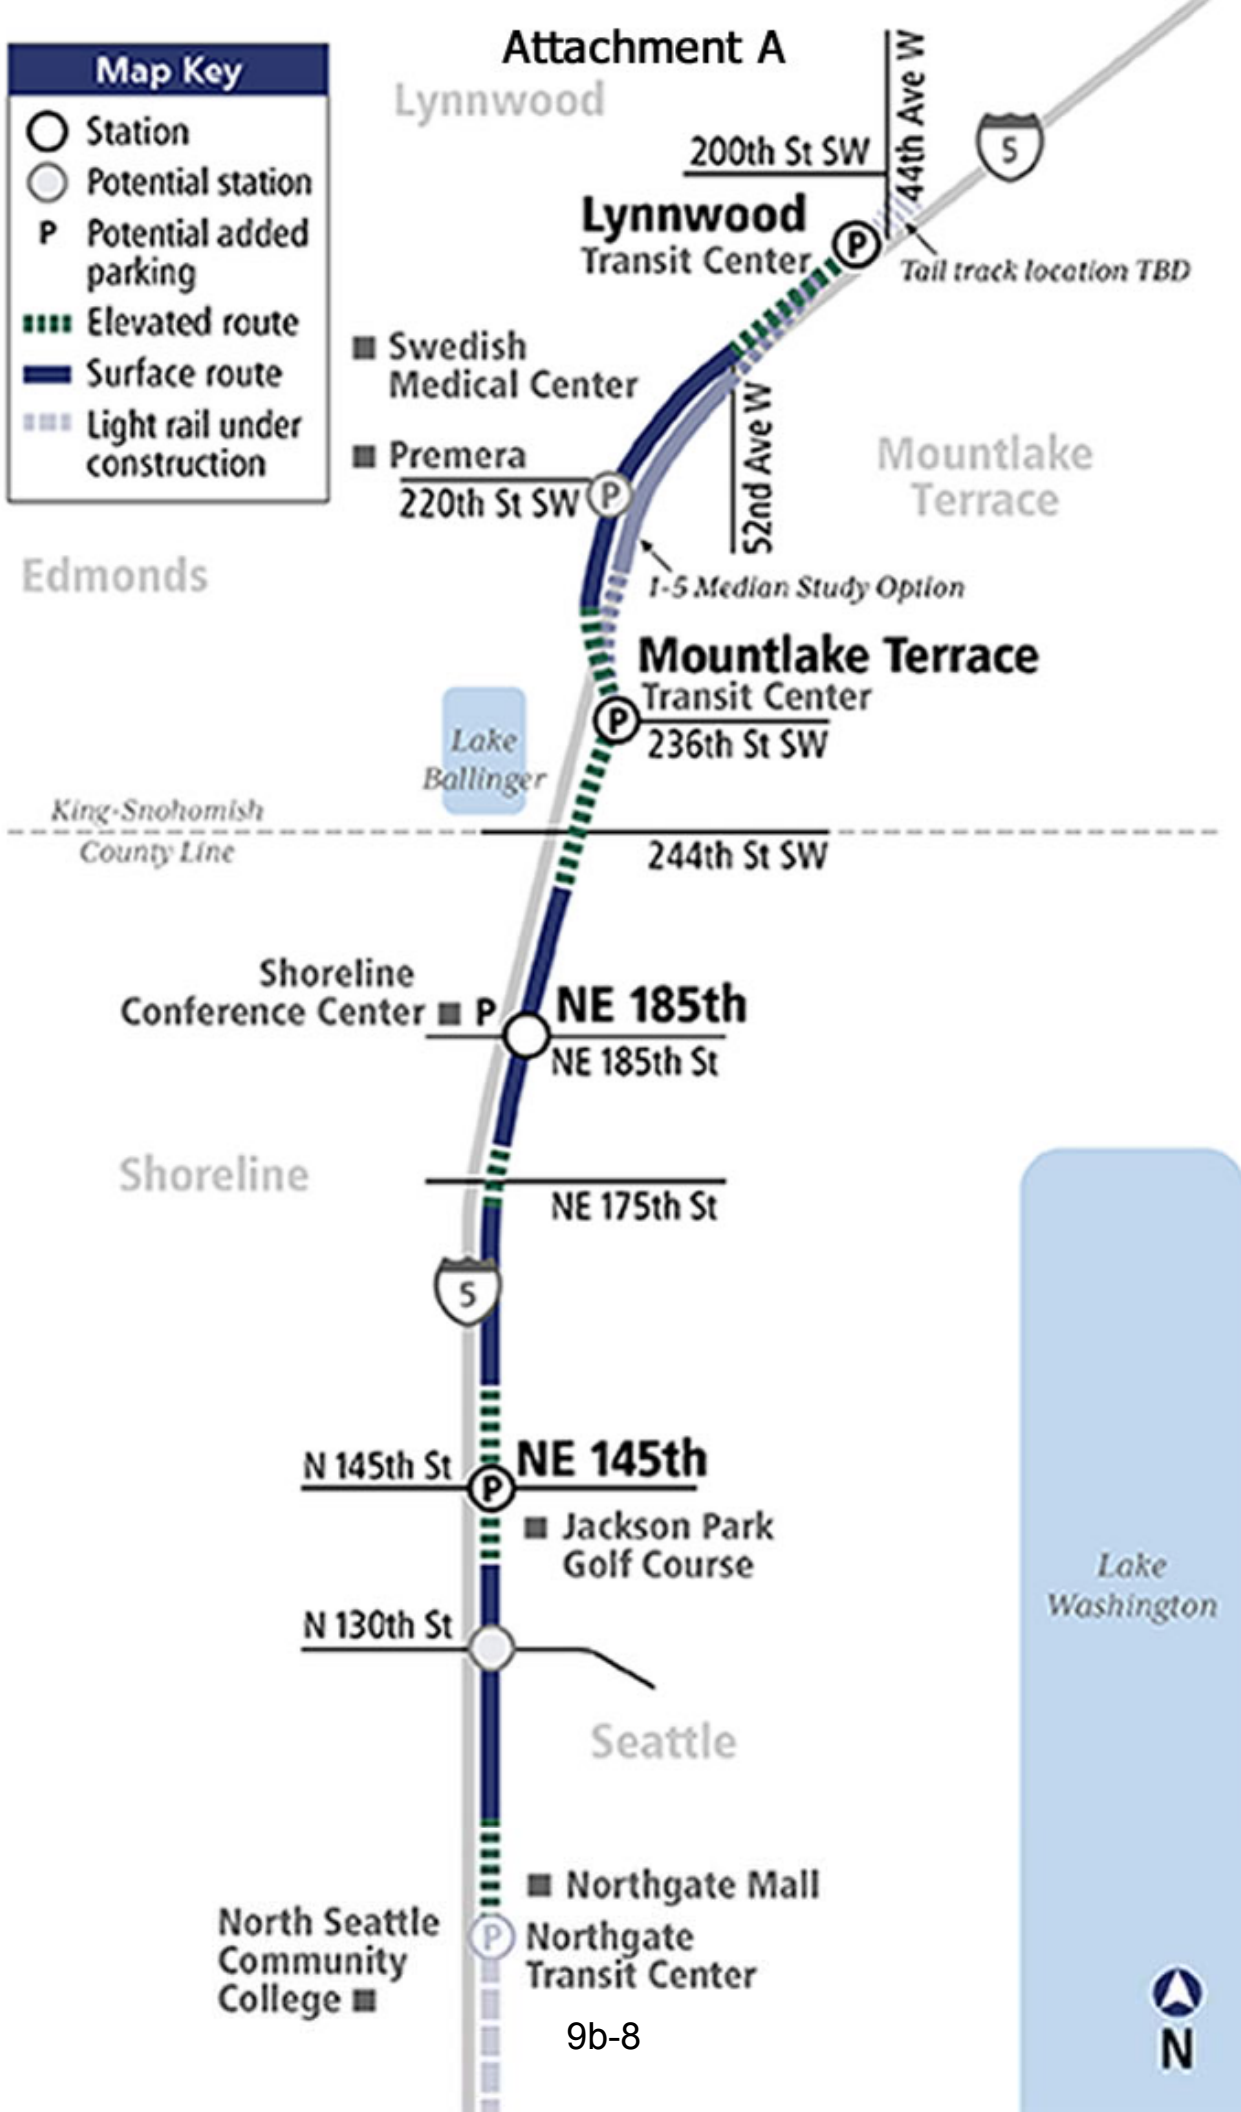 Attachment A
Map Key
Station
Potential station
P Potential added
parking
Elevated route
Surface route
Light rail under
construction
Lynnwood
44th Ave W
200th St SW
5
Lynnwood
Transit Center
P
Tail track location TBD
Swedish
Medical Center
Premera
220th St SW
P
52nd Ave W
Mountlake
Terrace
Edmonds
I-5 Median Study Option
Mountlake Terrace
Transit Center
P
236th St SW
Lake
Ballinger
King-Snohomish
County Line
244th St SW
Shoreline
Conference Center
P
NE 185th
NE 185th St
Shoreline
NE 175th St
5
N 145th St
P
NE 145th
Jackson Park
Golf Course
Lake
Washington
N 130th St
Seattle
Northgate Mall
North Seattle
Community
College
P
Northgate
Transit Center
9b-8
N